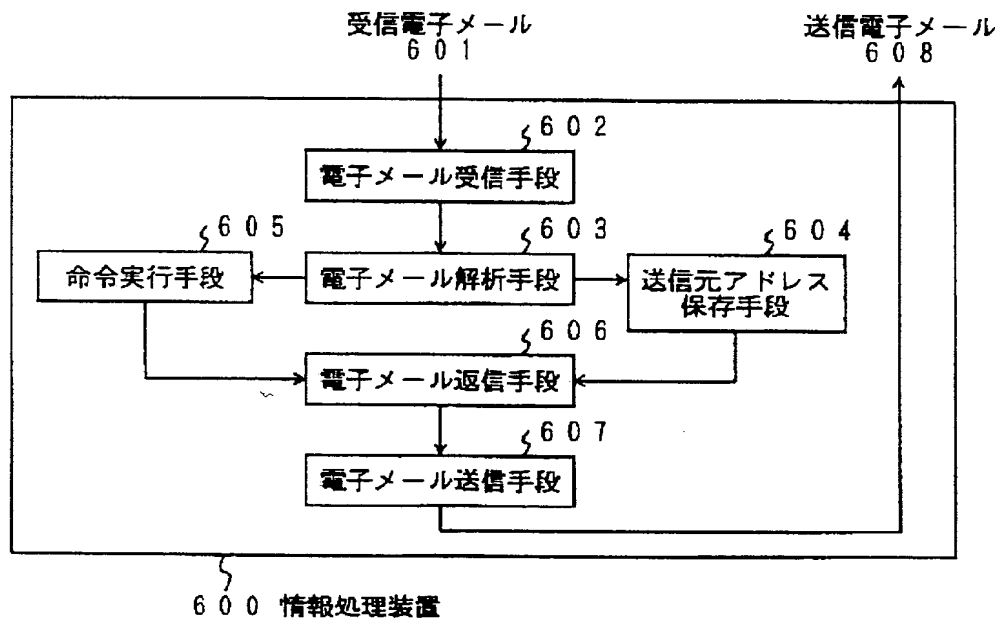 受信電子メール
601
送信電子メール
608
602
電子メール受信手段
605
603
604
命令実行手段
電子メール解析手段
送信元アドレス
保存手段
606
電子メール返信手段
607
電子メール送信手段
600 情報処理装置